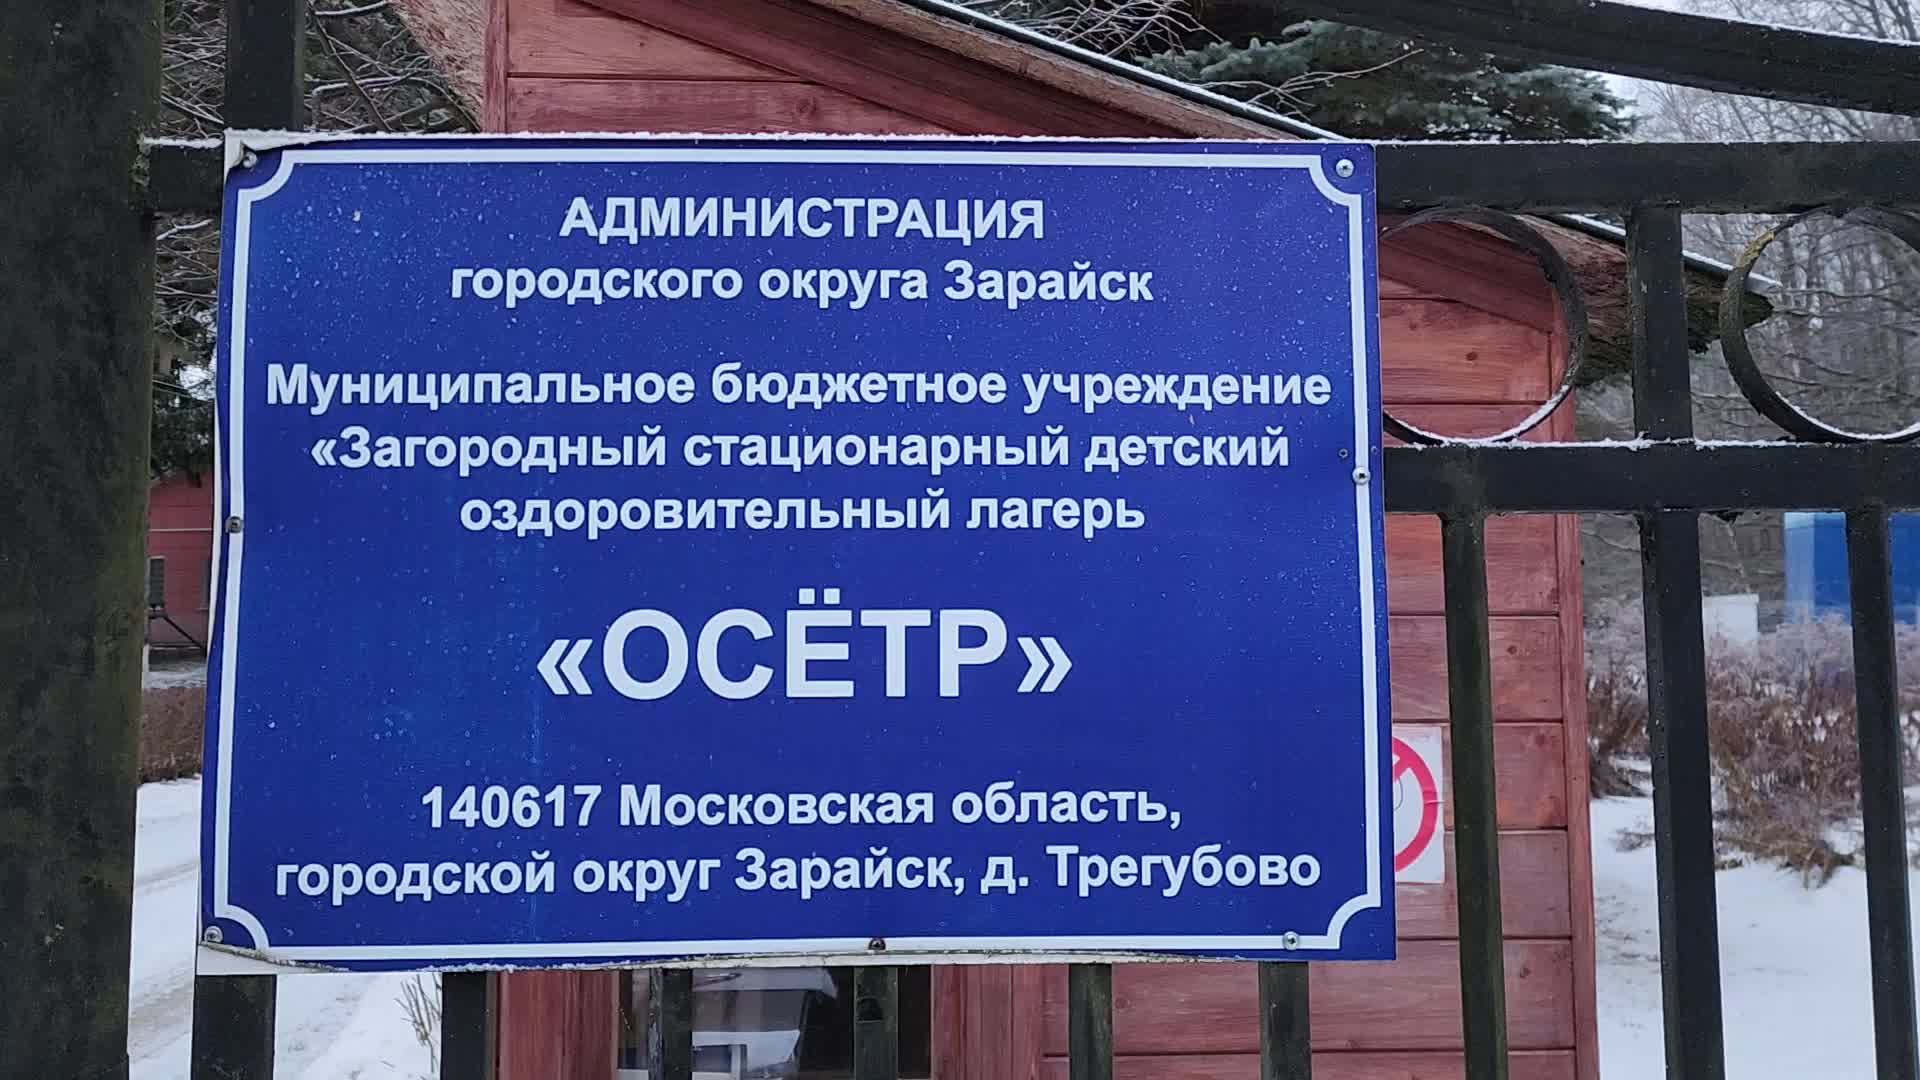 АДМИНИСТРАЦИЯ
городского округа Зарайск
Муниципальное бюджетное учреждение
«Загородный стационарный детский
оздоровительный лагерь
«ОСЁТР»
140617 Московская область,
городской округ Зарайск, д. Трегубово